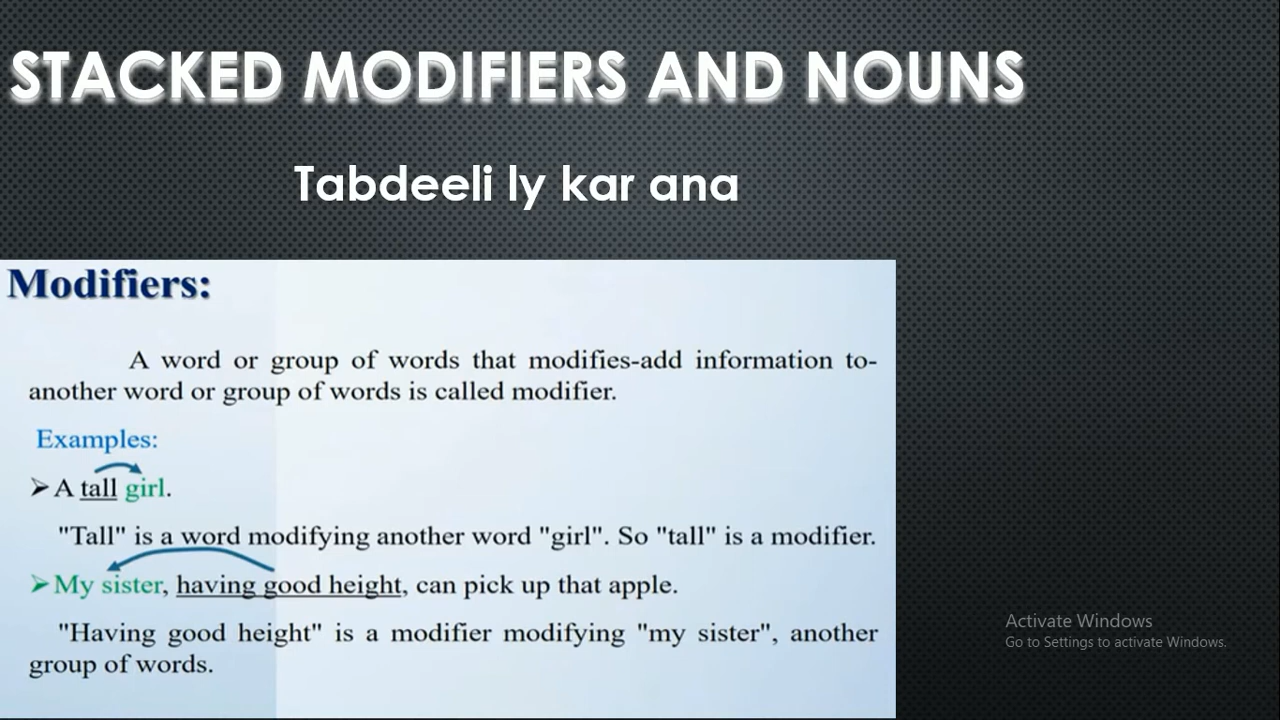 STACKED MODIFIERS AND NOUNS
Tabdeeli ly kar ana
Modifiers:
A word or group of words that modifies-add information to-
another word or group of words is called modifier.
Examples:
➢ A tall girl.
"Tall" is a word modifying another word "girl". So "tall" is a modifier.
➢ My sister, having good height, can pick up that apple.
"Having good height" is a modifier modifying "my sister", another
group of words.
Activate Windows
Go to Settings to activate Windows.